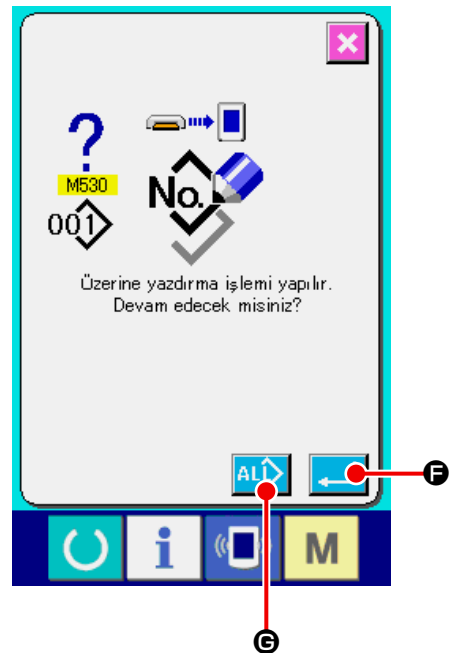 ?
M530
001
No.
Üzerine yazdırma işlemi yapılır.
Devam edecek misiniz?
ALL
F
i
M
G